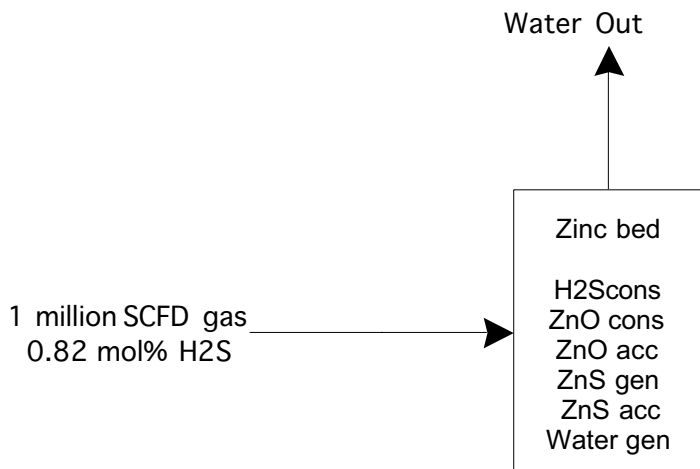 Water Out
Zinc bed
1 million SCFD gas
0.82 mol% H2S
H2Scons
ZnO cons
ZnO acc
ZnS gen
ZnS acc
Water gen